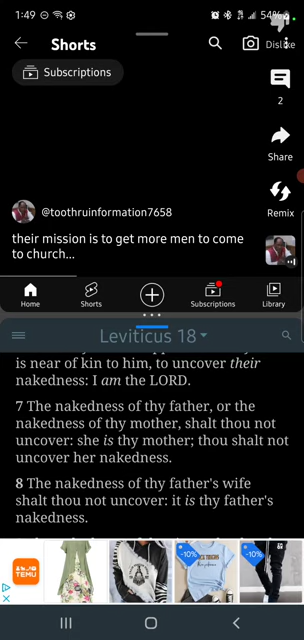 1:49
54%
Shorts
Dislike
Subscriptions
2
Share
Remix
@toothruinformation7658
their mission is to get more men to come
to church...
Home
Shorts
Subscriptions
Library
Leviticus 18
is near of kin to him, to uncover their
nakedness: I am the LORD.
7 The nakedness of thy father, or the
nakedness of thy mother, shalt thou not
uncover: she is thy mother; thou shalt not
uncover her nakedness.
8 The nakedness of thy father's wife
shalt thou not uncover: it is thy father's
nakedness.
TEMU
-10%
-10%